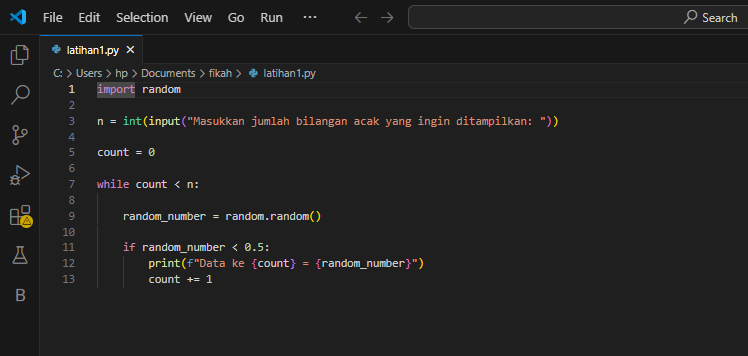 File Edit Selection View Go Run ··· Search
latihan1.py
C: > Users > hp > Documents > fikah > latihan1.py
1 import random
2
3 n = int(input("Masukkan jumlah bilangan acak yang ingin ditampilkan: "))
4
5 count = 0
6
7 while count < n:
8
9 random_number = random.random()
10
11 if random_number < 0.5:
12 print(f"Data ke {count} = {random_number}")
13 count += 1
B